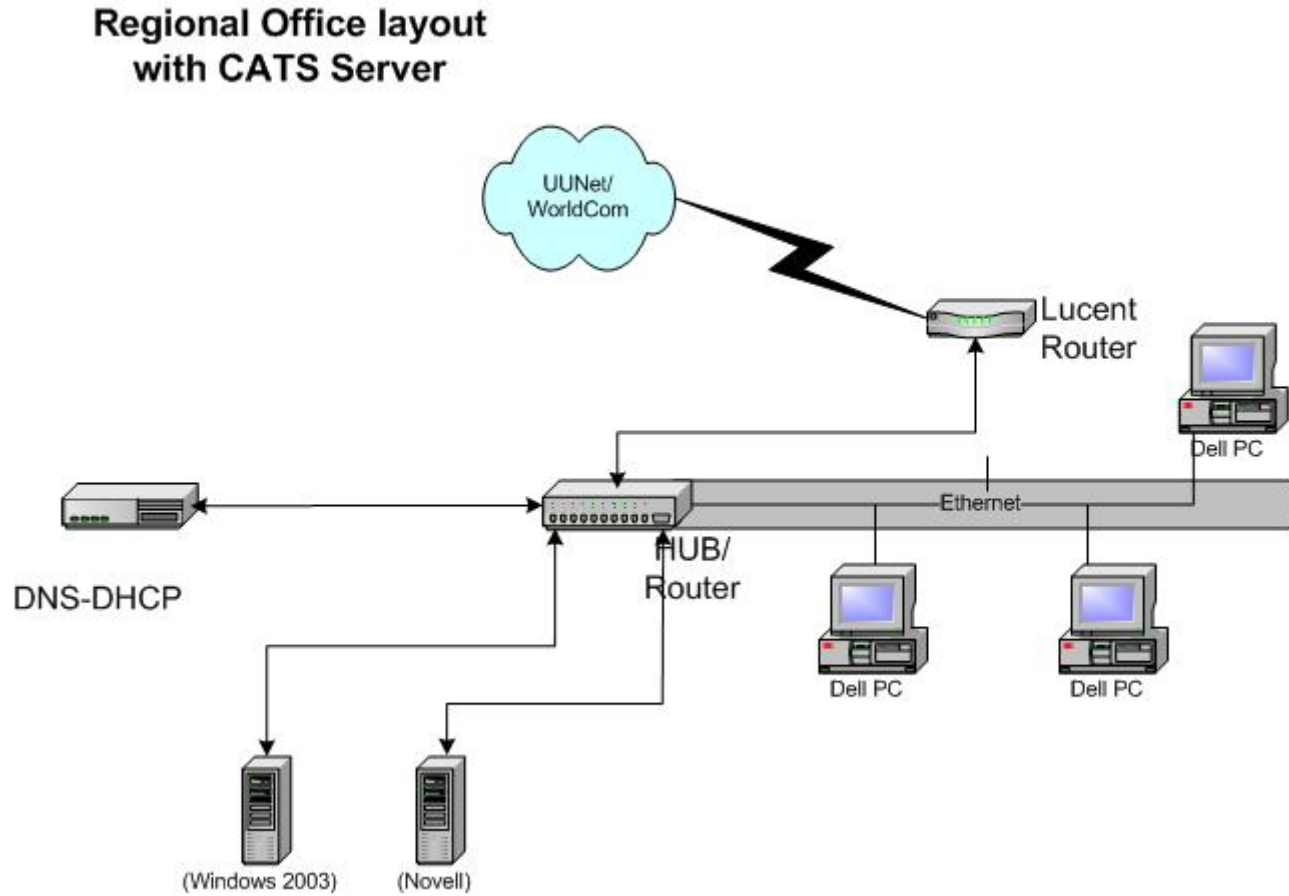 Regional Office layout
with CATS Server
UUNet/
WorldCom
Lucent
Router
Dell PC
Ethernet
HUB/
Router
DNS-DHCP
Dell PC
Dell PC
(Windows 2003)
(Novell)